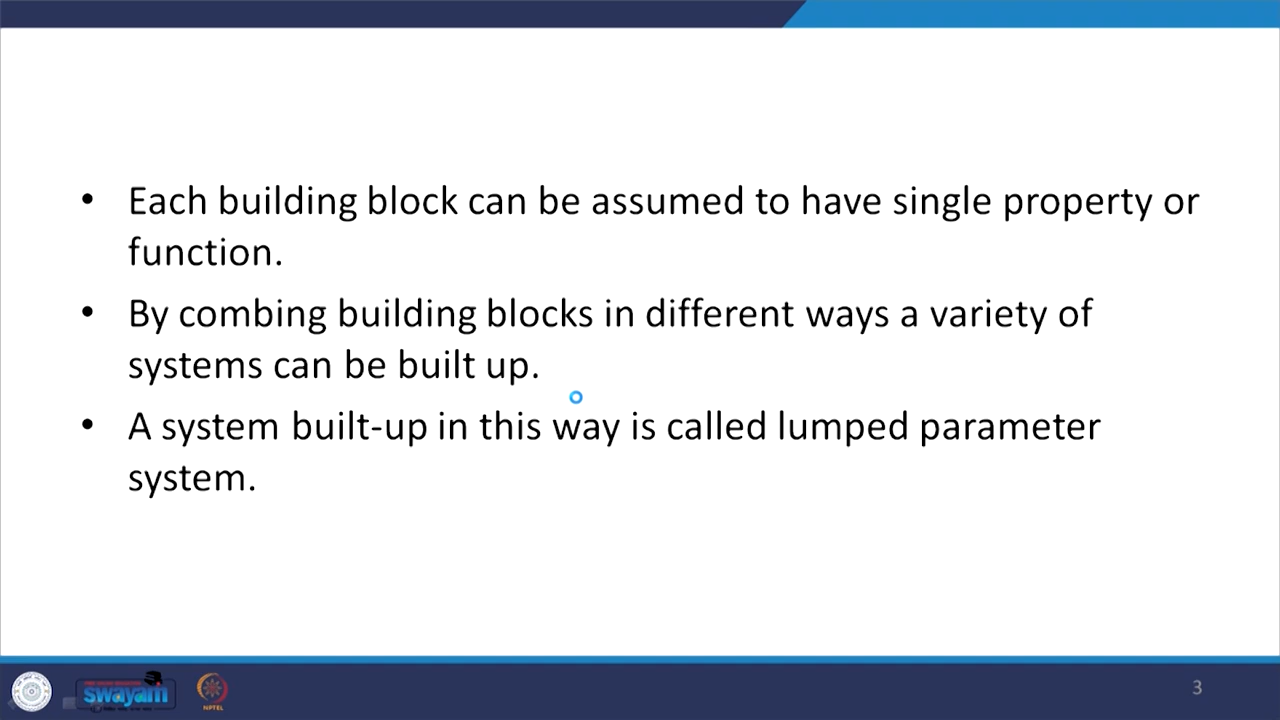 • Each building block can be assumed to have single property or
function.
• By combing building blocks in different ways a variety of
systems can be built up.
• A system built-up in this way is called lumped parameter
system.
swayam
NPTEL
3